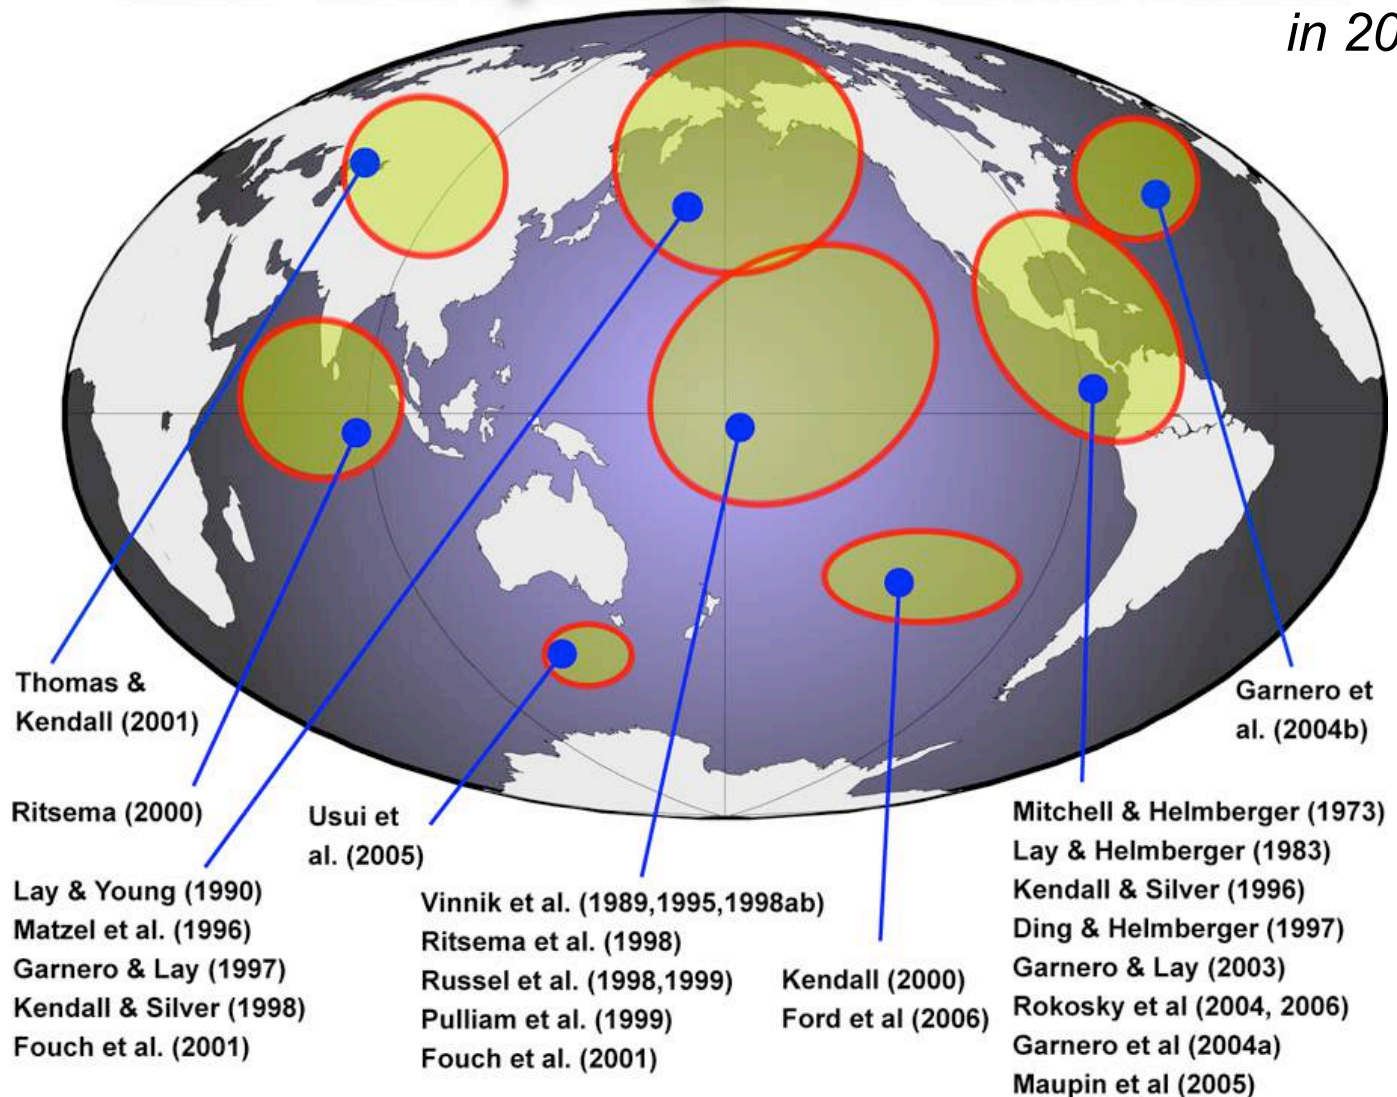 in 20
Thomas &
Kendall (2001)
Ritsema (2000)
Lay & Young (1990)
Matzel et al. (1996)
Garnero & Lay (1997)
Kendall & Silver (1998)
Fouch et al. (2001)
Usui et
al. (2005)
Vinnik et al. (1989,1995,1998ab)
Ritsema et al. (1998)
Russel et al. (1998,1999)
Pulliam et al. (1999)
Fouch et al. (2001)
Kendall (2000)
Ford et al (2006)
Garnero et
al. (2004b)
Mitchell & Helmberger (1973)
Lay & Helmberger (1983)
Kendall & Silver (1996)
Ding & Helmberger (1997)
Garnero & Lay (2003)
Rokosky et al (2004, 2006)
Garnero et al (2004a)
Maupin et al (2005)